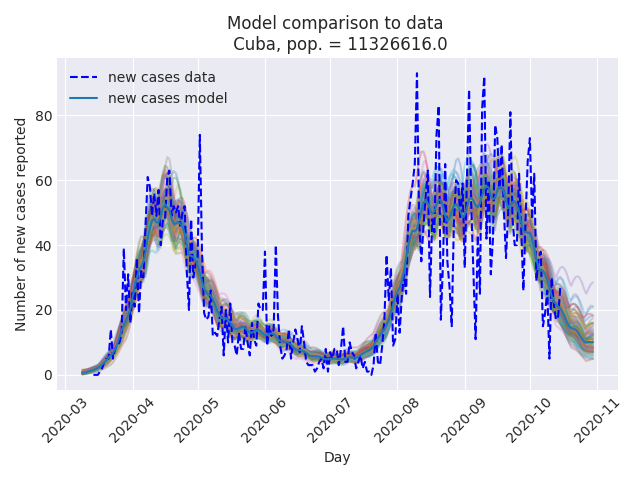 Model comparison to data
Cuba, pop. = 11326616.0
new cases data
new cases model
Number of new cases reported
80
60
40
20
0
2020-03
2020-04
2020-05
2020-06
2020-07
2020-08
2020-09
2020-10
2020-11
Day